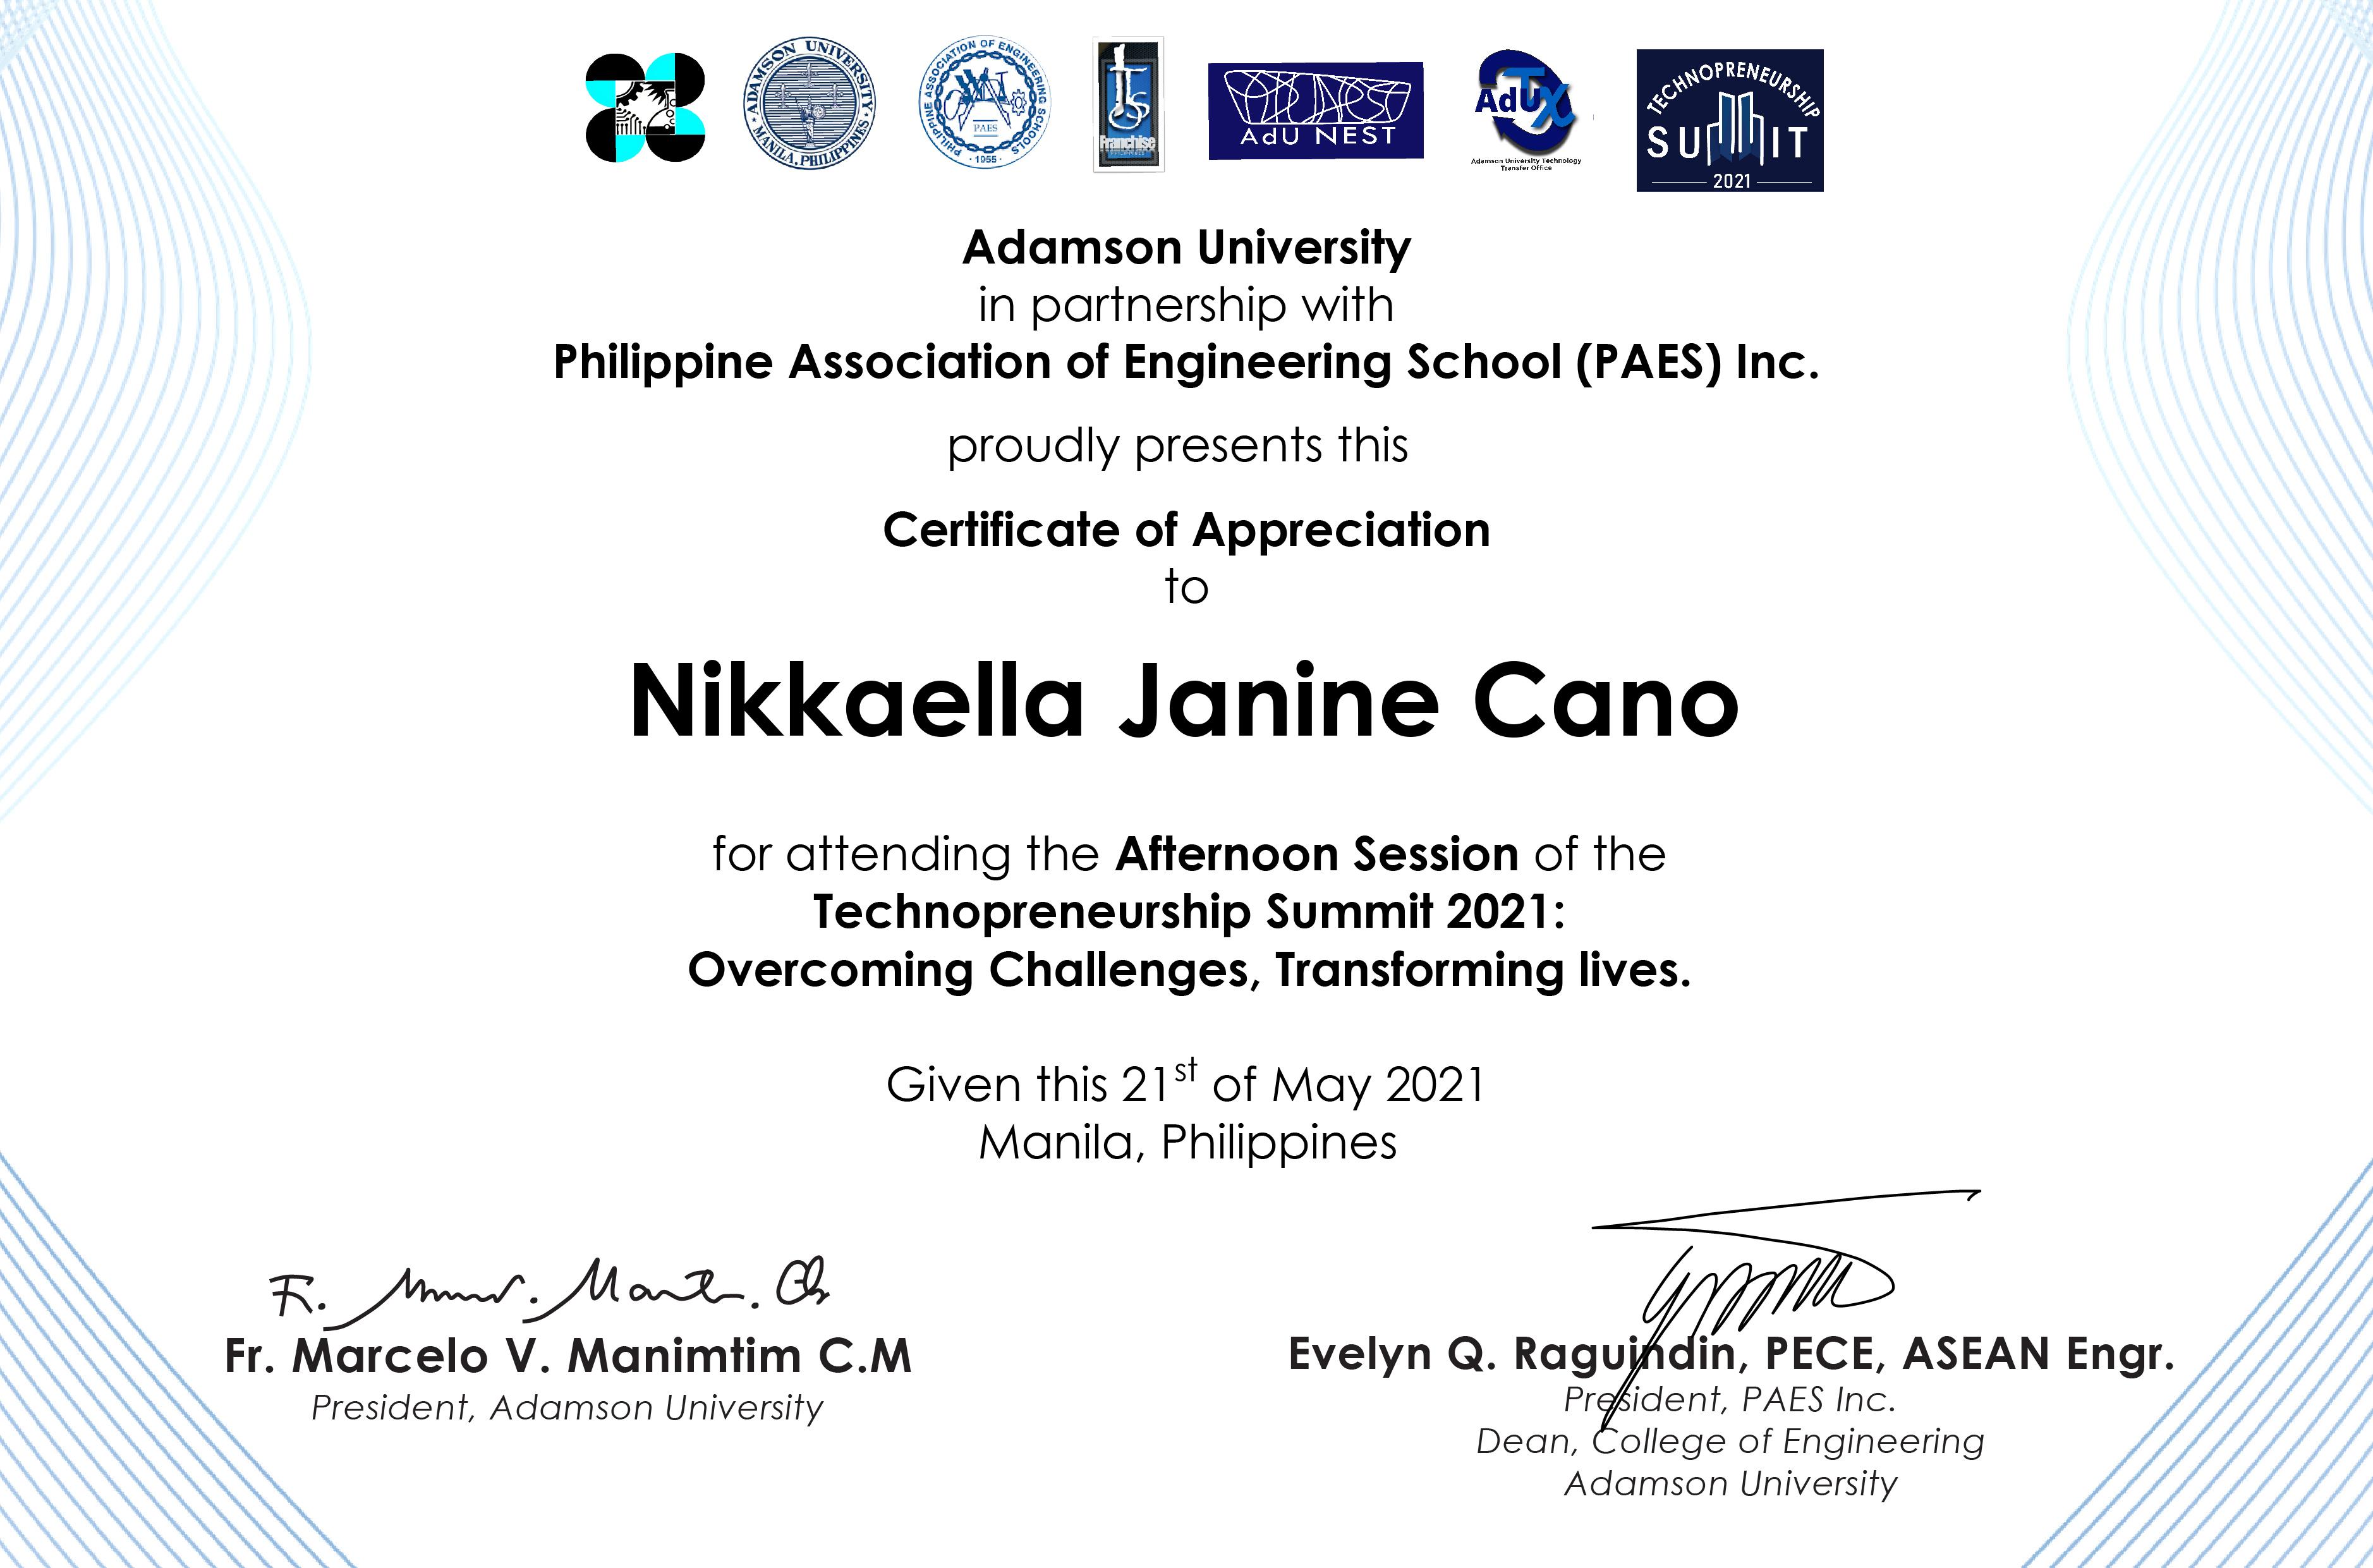 ADAMSON UNIVERSITY
MANILA, PHILIPPINES
PHILIPPINE ASSOCIATION OF ENGINEERING SCHOOLS
PAES
1955
Franchise
AdU NEST
AdUTX
Adamson University Technology
Transfer Office
TECHNOPRENEURSHIP
SUMMIT
2021
Adamson University
in partnership with
Philippine Association of Engineering School (PAES) Inc.
proudly presents this
Certificate of Appreciation
to
Nikkaella Janine Cano
for attending the Afternoon Session of the
Technopreneurship Summit 2021:
Overcoming Challenges, Transforming lives.
Given this 21st of May 2021
Manila, Philippines
Fr. Marcelo V. Manimtim C.M
President, Adamson University
Evelyn Q. Raguindin, PECE, ASEAN Engr.
President, PAES Inc.
Dean, College of Engineering
Adamson University